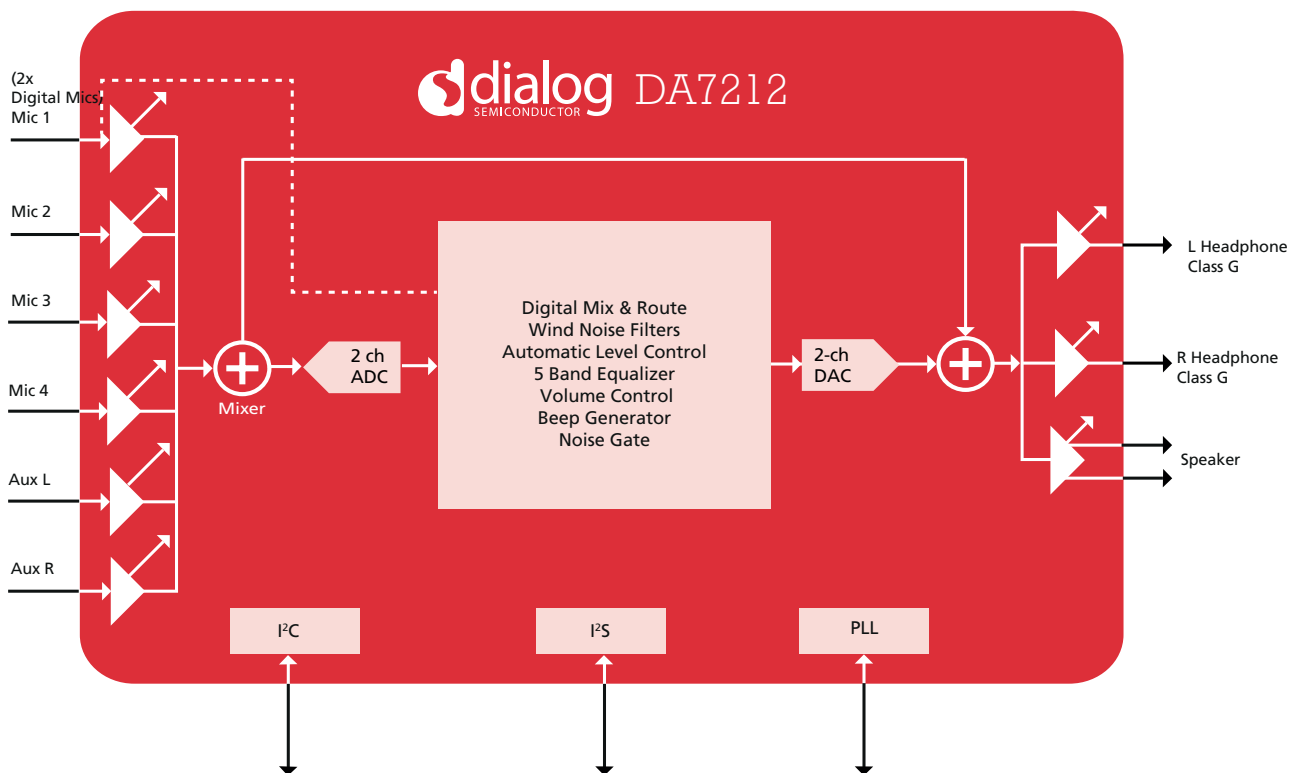 dialog
SEMICONDUCTOR
DA7212
(2x
Digital Mics)
Mic 1
Mic 2
Mic 3
Mic 4
Aux L
Aux R
Mixer
2 ch
ADC
Digital Mix & Route
Wind Noise Filters
Automatic Level Control
5 Band Equalizer
Volume Control
Beep Generator
Noise Gate
2-ch
DAC
L Headphone
Class G
R Headphone
Class G
Speaker
I²C
I²S
PLL